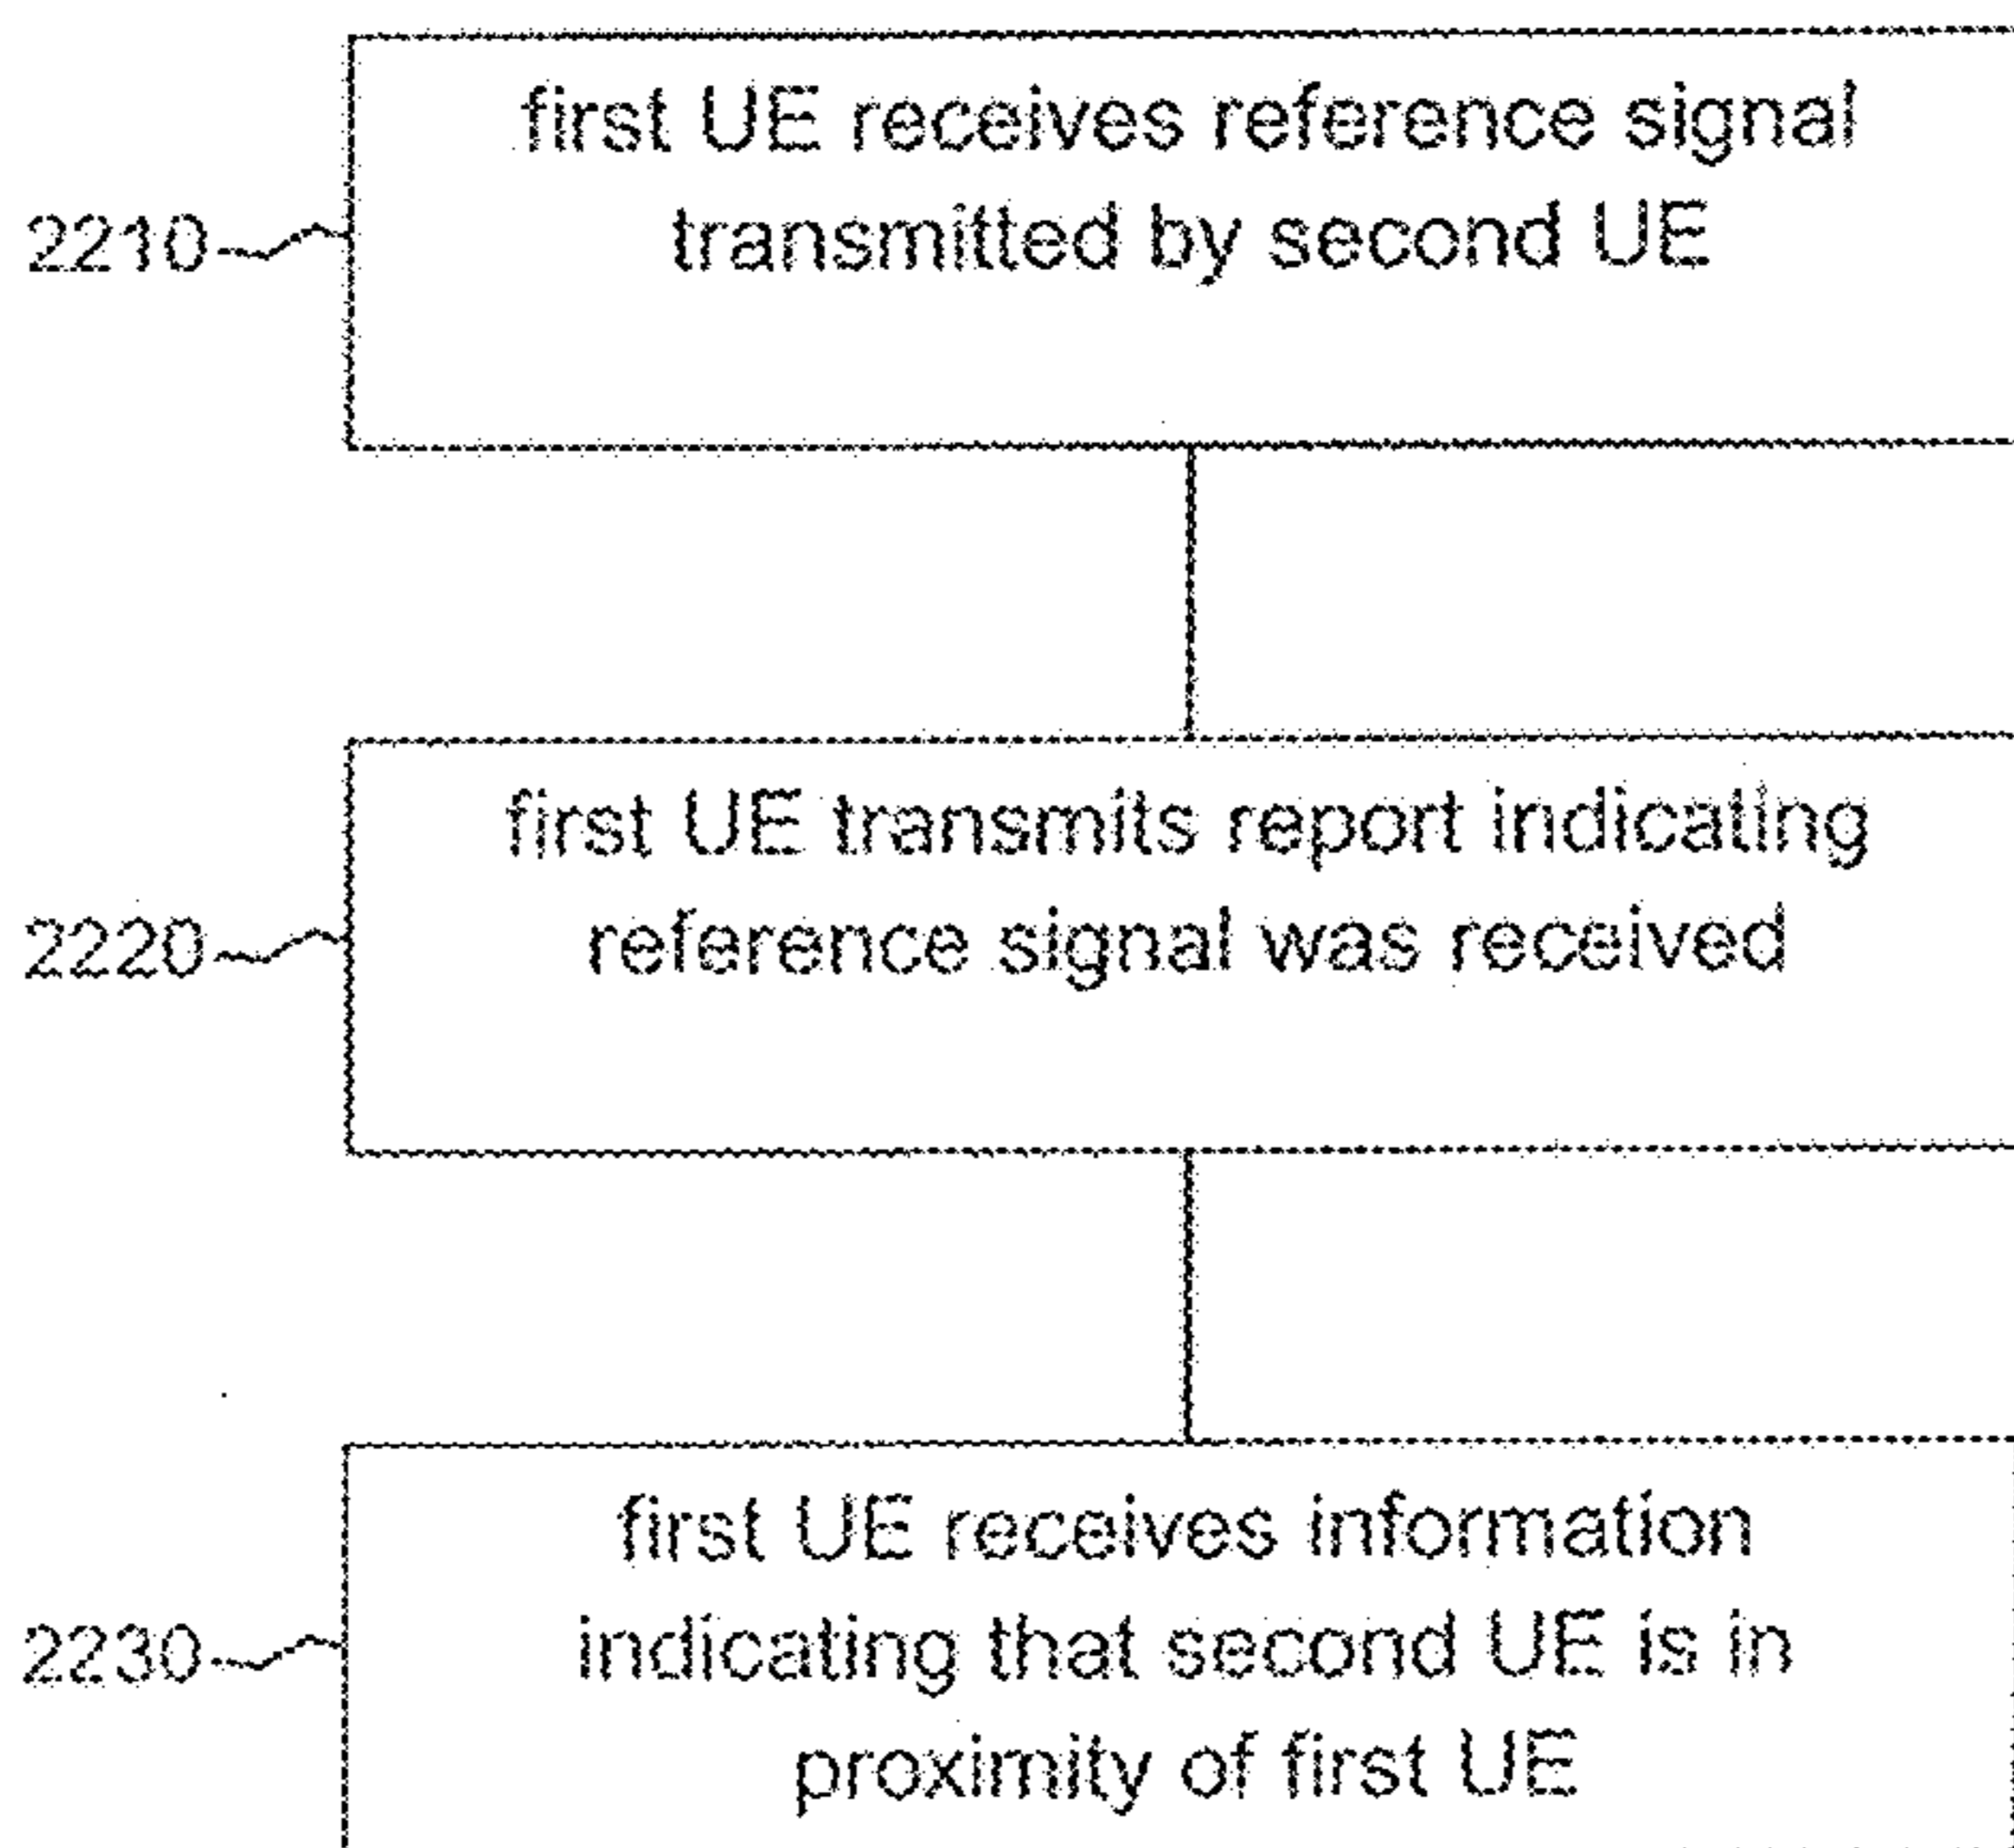 first UE receives reference signal
2210
transmitted by second UE
first UE transmits report indicating
2220
reference signal was received
first UE receives information
2230
indicating that second UE is in
proximity of first UE